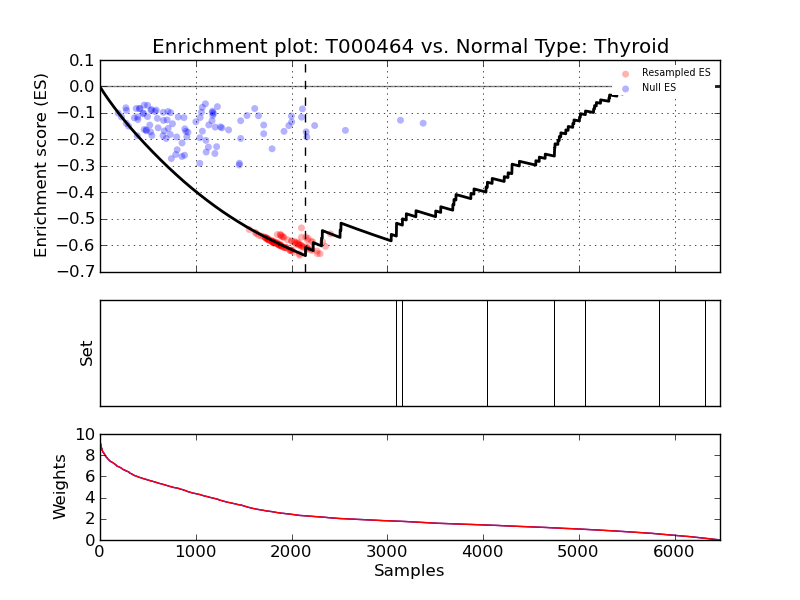 Enrichment plot: T000464 vs. Normal Type: Thyroid
Enrichment score (ES)
0.1
0.0
−0.1
−0.2
−0.3
−0.4
−0.5
−0.6
−0.7
Resampled ES
Null ES
Set
Weights
10
8
6
4
2
0
0 1000 2000 3000 4000 5000 6000
Samples